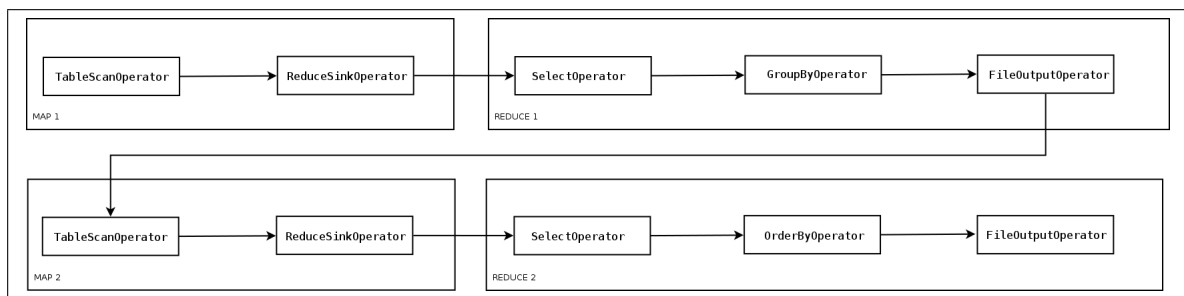 TableScanOperator
ReduceSinkOperator
SelectOperator
GroupByOperator
FileOutputOperator
MAP 1
REDUCE 1
TableScanOperator
ReduceSinkOperator
SelectOperator
OrderByOperator
FileOutputOperator
MAP 2
REDUCE 2